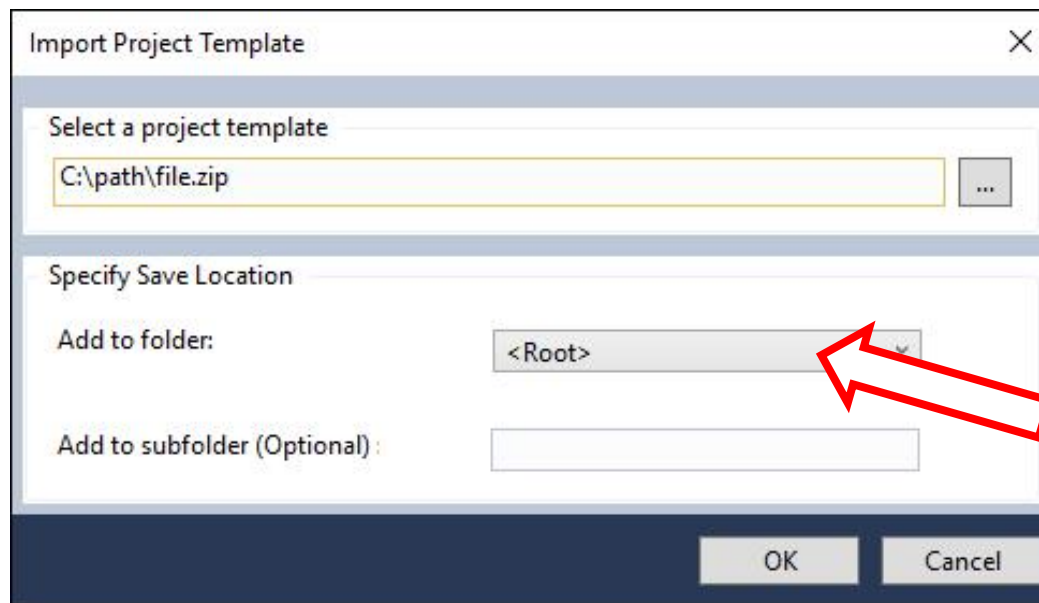 Import Project Template
Select a project template
C:\path\file.zip
...
Specify Save Location
Add to folder: <Root>
Add to subfolder (Optional) :
OK Cancel